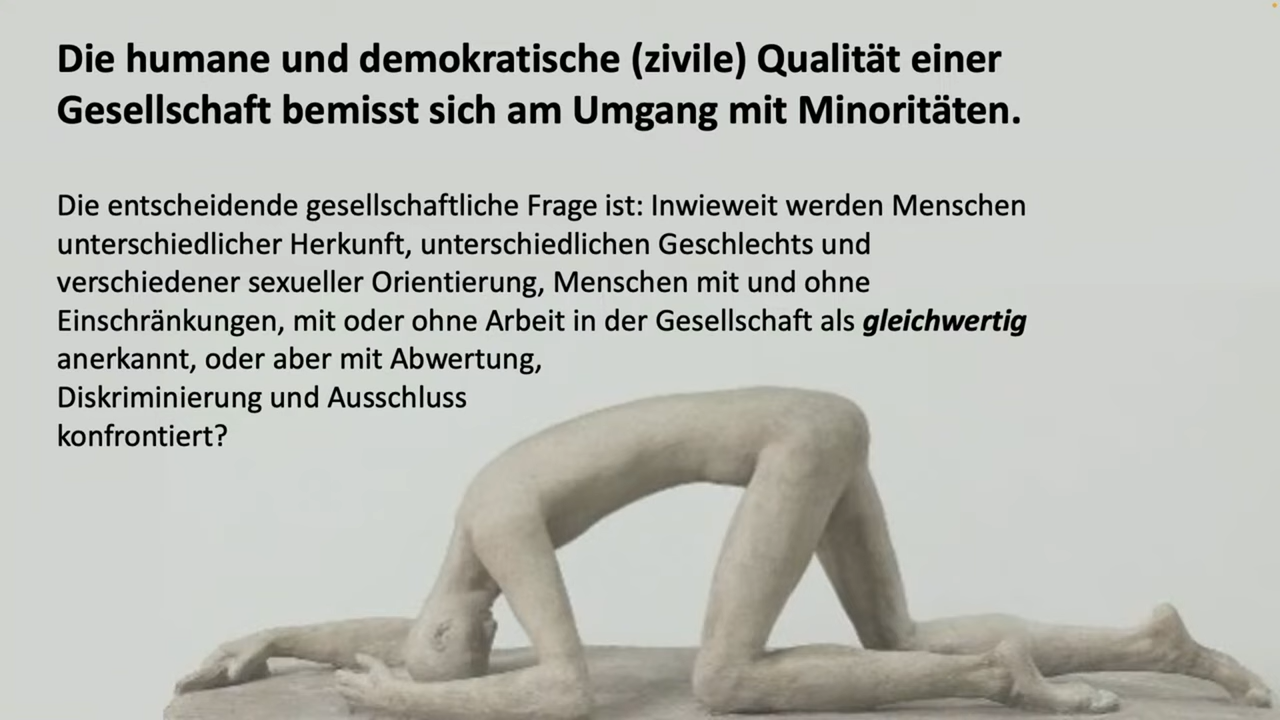 Die humane und demokratische (zivile) Qualität einer
Gesellschaft bemisst sich am Umgang mit Minoritäten.
Die entscheidende gesellschaftliche Frage ist: Inwieweit werden Menschen
unterschiedlicher Herkunft, unterschiedlichen Geschlechts und
verschiedener sexueller Orientierung, Menschen mit und ohne
Einschränkungen, mit oder ohne Arbeit in der Gesellschaft als gleichwertig
anerkannt, oder aber mit Abwertung,
Diskriminierung und Ausschluss
konfrontiert?